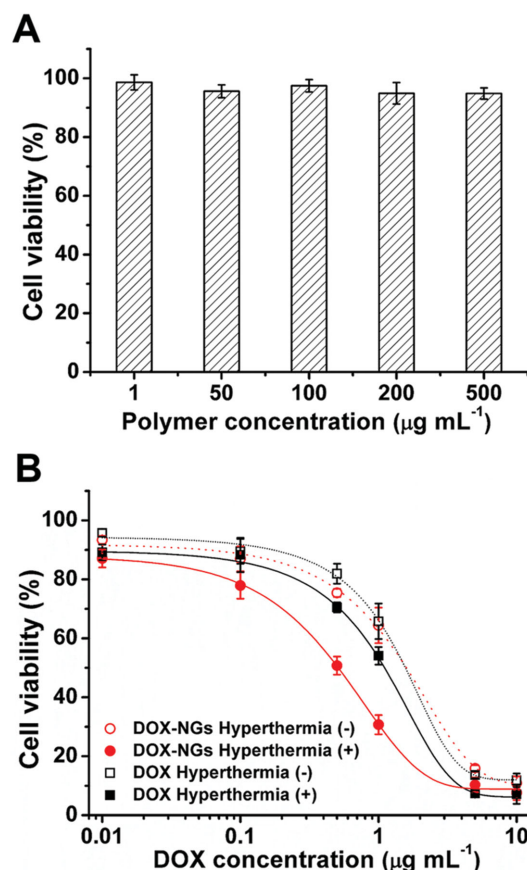 A
100
80
60
40
20
0
Cell viability (%)
1 50 100 200 500
Polymer concentration (μg mL⁻¹)
B
100
80
60
40
20
0
Cell viability (%)
DOX-NGs Hyperthermia (-)
DOX-NGs Hyperthermia (+)
DOX Hyperthermia (-)
DOX Hyperthermia (+)
0.01 0.1 1 10
DOX concentration (μg mL⁻¹)